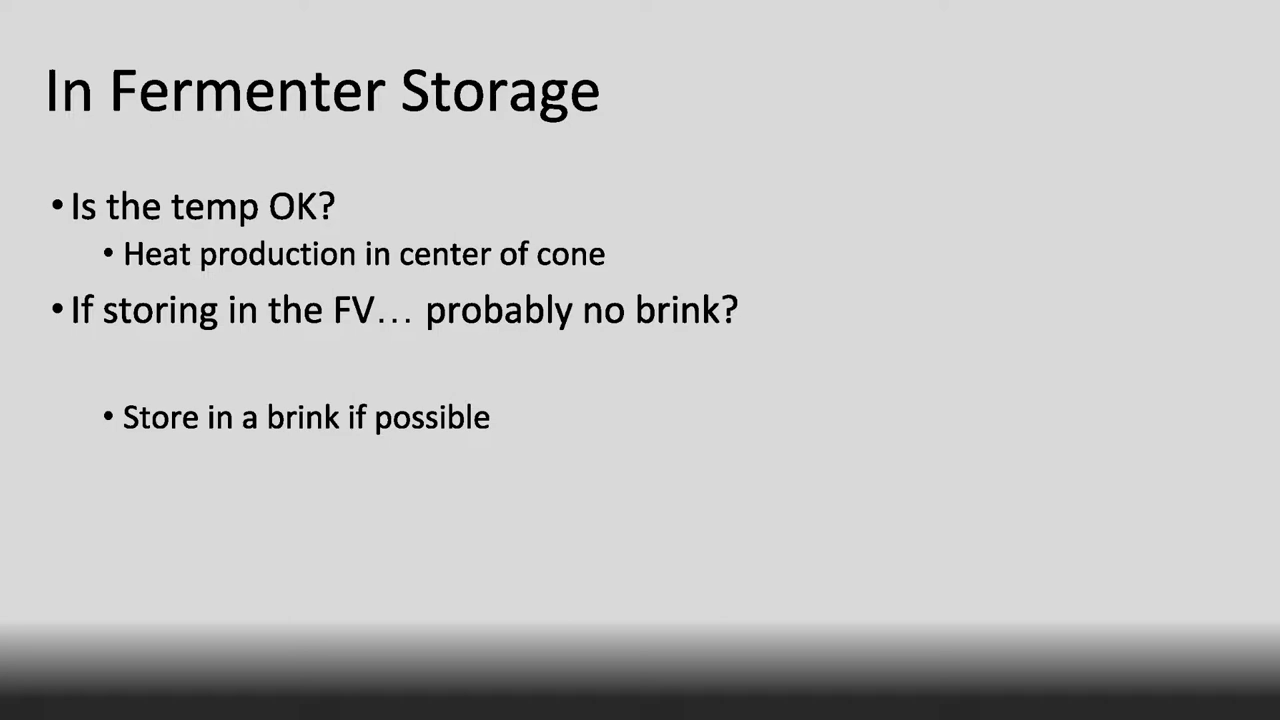 In Fermenter Storage
• Is the temp OK?
• Heat production in center of cone
• If storing in the FV... probably no brink?
• Store in a brink if possible